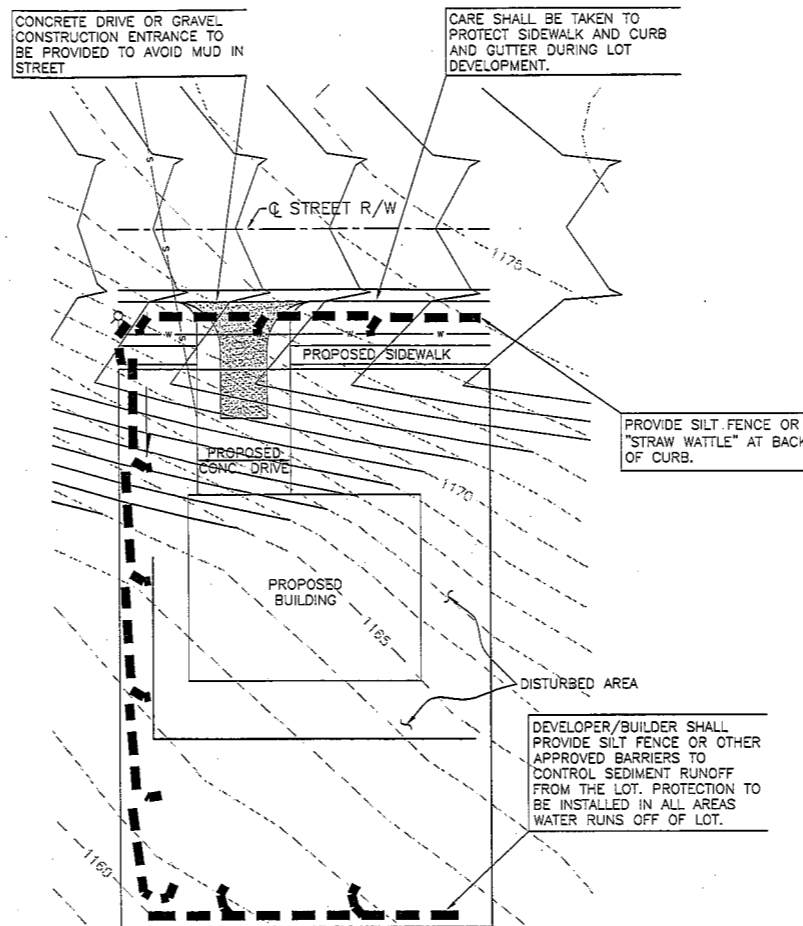 CONCRETE DRIVE OR GRAVEL
CONSTRUCTION ENTRANCE TO
BE PROVIDED TO AVOID MUD IN
STREET
CARE SHALL BE TAKEN TO
PROTECT SIDEWALK AND CURB
AND GUTTER DURING LOT
DEVELOPMENT.
S
℄ STREET R/W
S
1175
S
W
W
W
PROPOSED SIDEWALK
PROVIDE SILT FENCE OR
"STRAW WATTLE" AT BACK
OF CURB.
PROPOSED
CONC. DRIVE
1170
PROPOSED
BUILDING
1165
DISTURBED AREA
DEVELOPER/BUILDER SHALL
PROVIDE SILT FENCE OR OTHER
APPROVED BARRIERS TO
CONTROL SEDIMENT RUNOFF
FROM THE LOT. PROTECTION TO
BE INSTALLED IN ALL AREAS
WATER RUNS OFF OF LOT.
1160